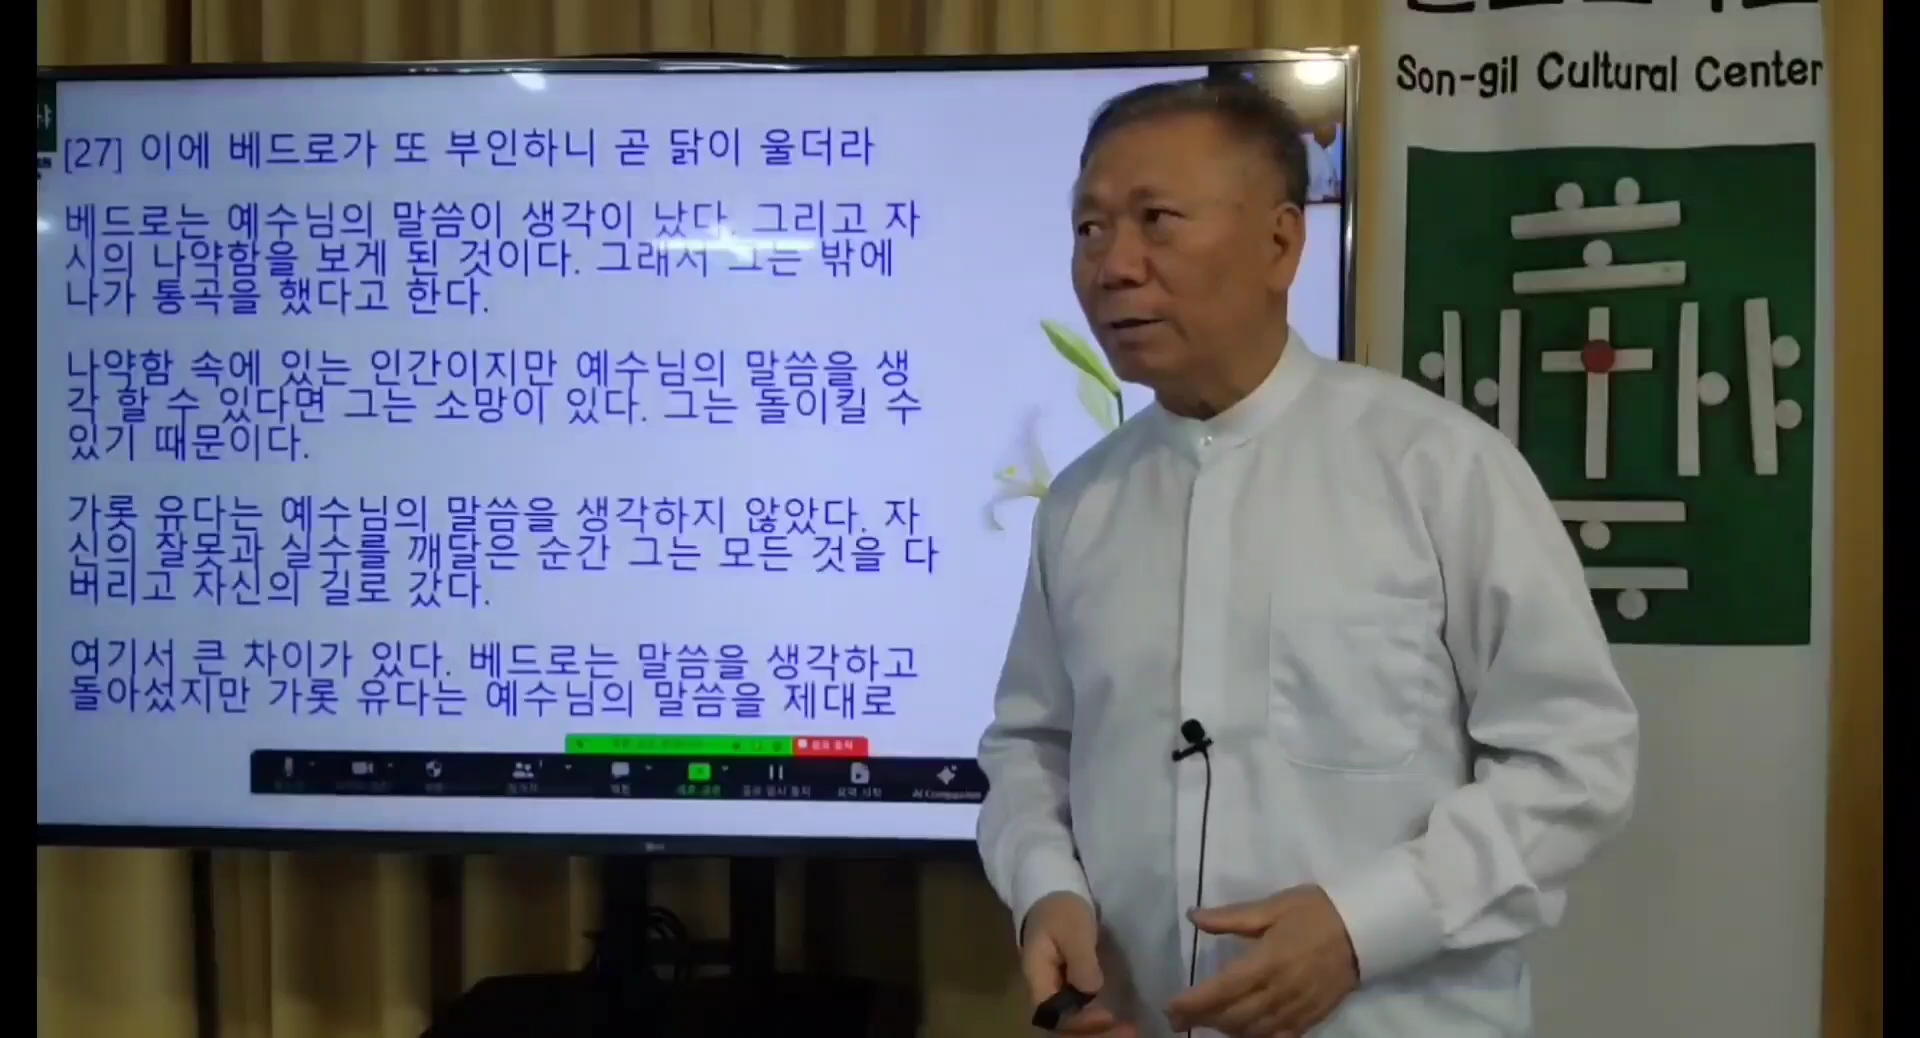 Son-gil Cultural Center
[27] 이에 베드로가 또 부인하니 곧 닭이 울더라
베드로는 예수님의 말씀이 생각이 났다. 그리고 자
신의 나약함을 보게 된 것이다. 그래서 그는 밖에
나가 통곡을 했다고 한다.
나약함 속에 있는 인간이지만 예수님의 말씀을 생
각 할 수 있다면 그는 소망이 있다. 그는 돌이킬 수
있기 때문이다.
가롯 유다는 예수님의 말씀을 생각하지 않았다. 자
신의 잘못과 실수를 깨달은 순간 그는 모든 것을 다
버리고 자신의 길로 갔다.
여기서 큰 차이가 있다. 베드로는 말씀을 생각하고
돌아섰지만 가롯 유다는 예수님의 말씀을 제대로
AI Companion